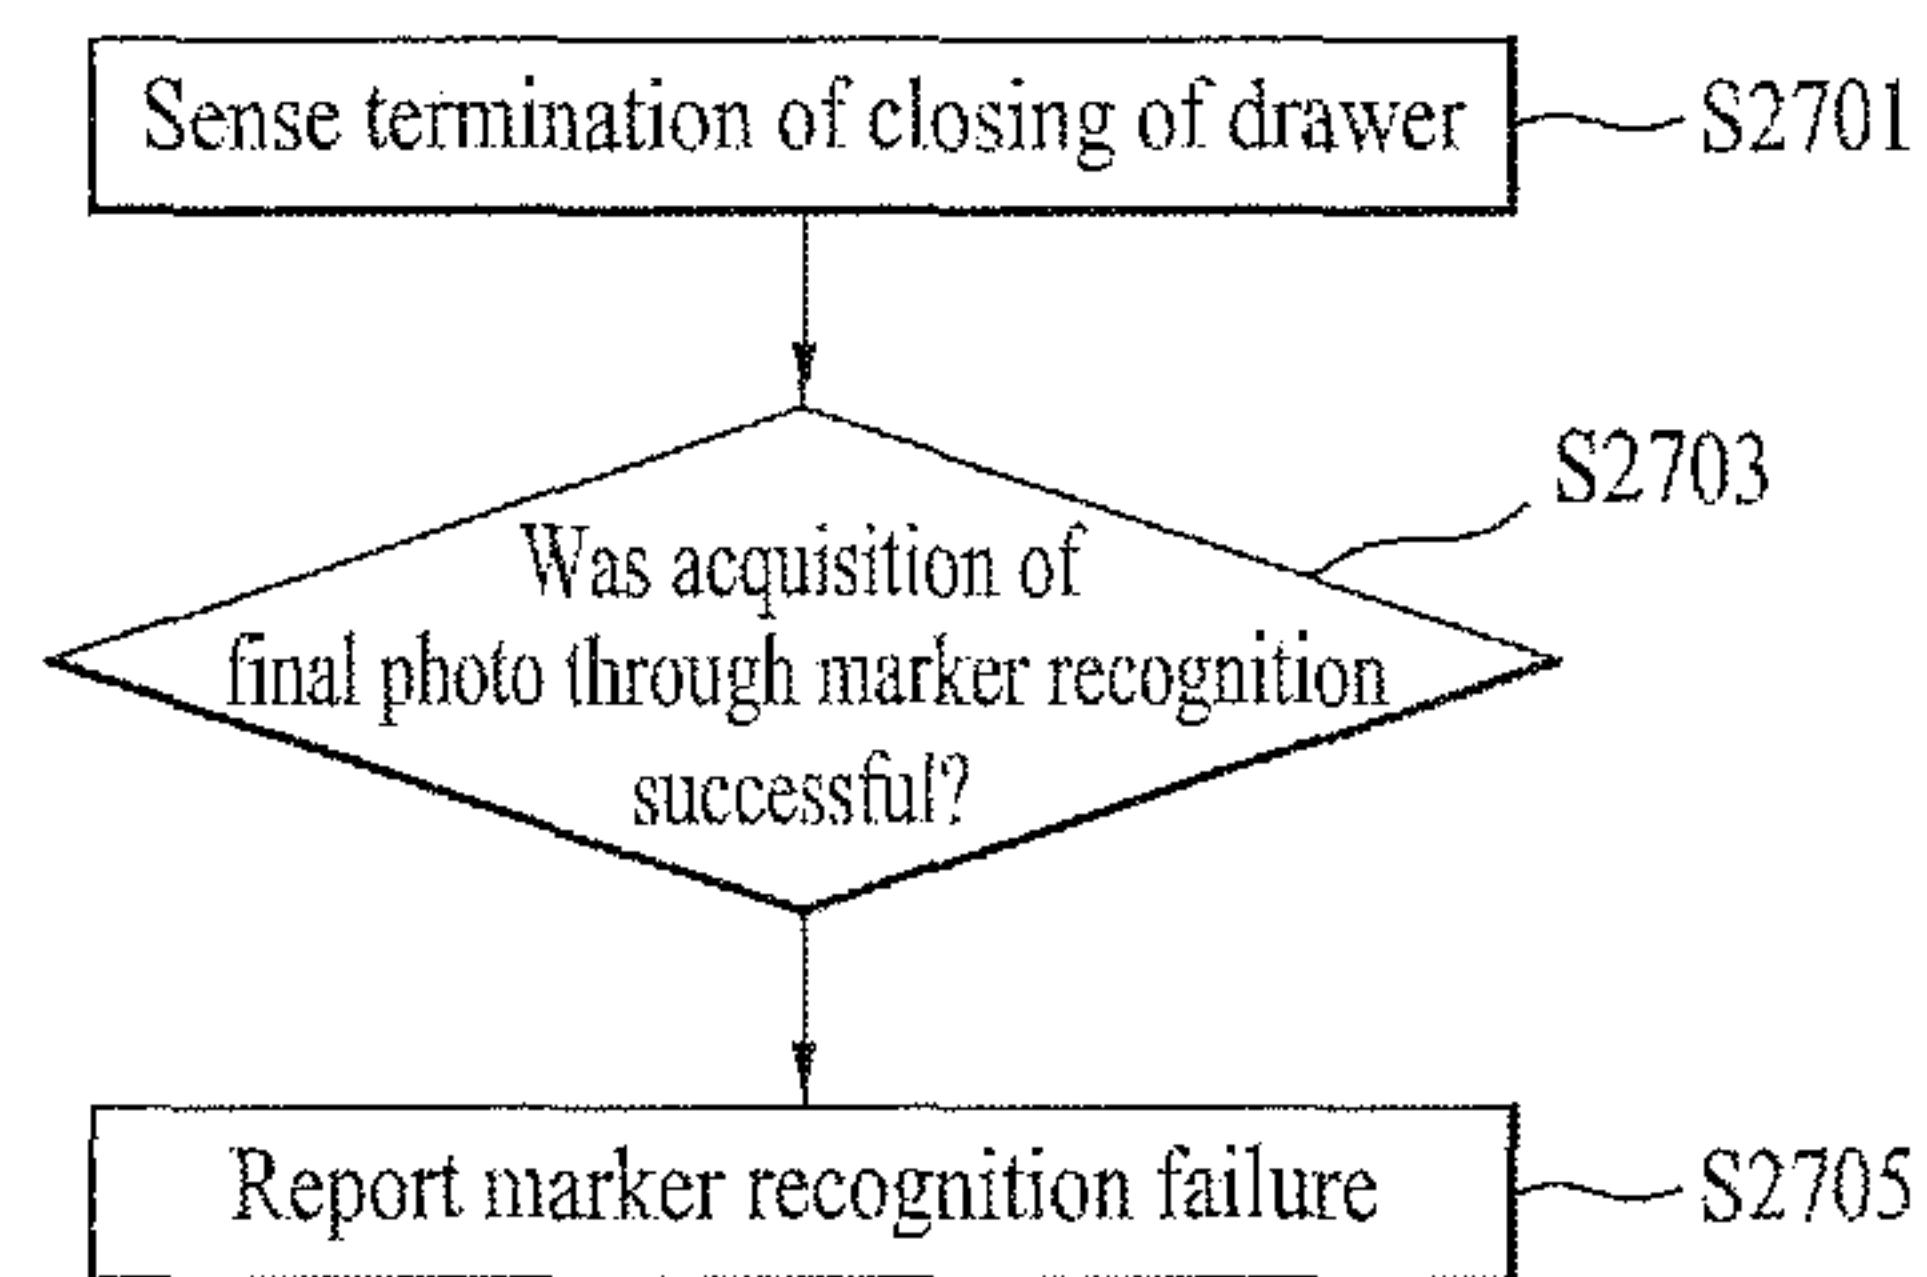 Sense termination of closing of drawer
S2701
S2703
Was acquisition of
final photo through marker recognition
successful?
Report marker recognition failure
S2705